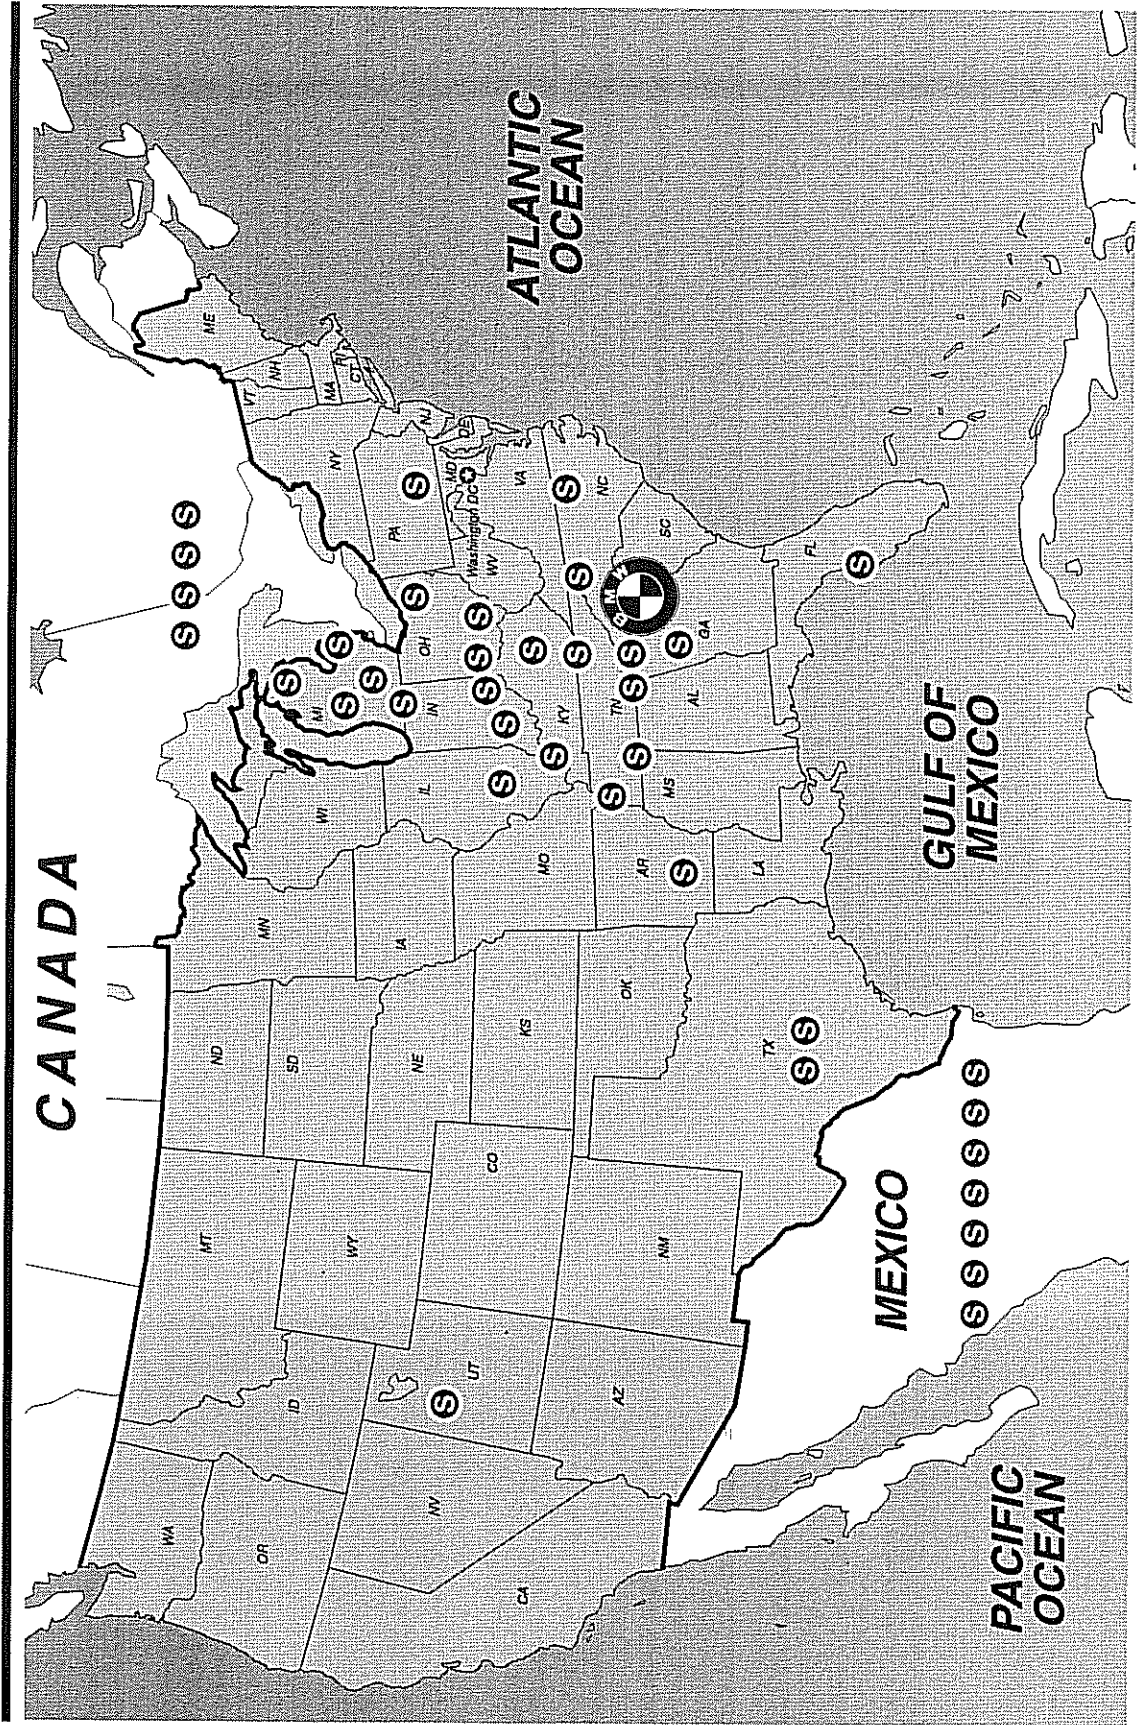 CANADA
S S S S
WA
MT
ND
MN
ME
VT
NH
OR
ID
SD
WI
MI
S
S
S
S
S
NY
MA
RI
CT
WY
NE
IA
IL
IN
OH
S
PA
S
NJ
NV
UT
S
CO
KS
MO
S
S
S
S
S
WV
MD
DE
Washington DC
VA
CA
AZ
NM
OK
AR
S
KY
S
S
S
TN
S
S
S
S
S
NC
S
BMW
SC
TX
S S
LA
MS
AL
GA
S
FL
S
ATLANTIC
OCEAN
MEXICO
S S S S S S S
GULF OF
MEXICO
PACIFIC
OCEAN